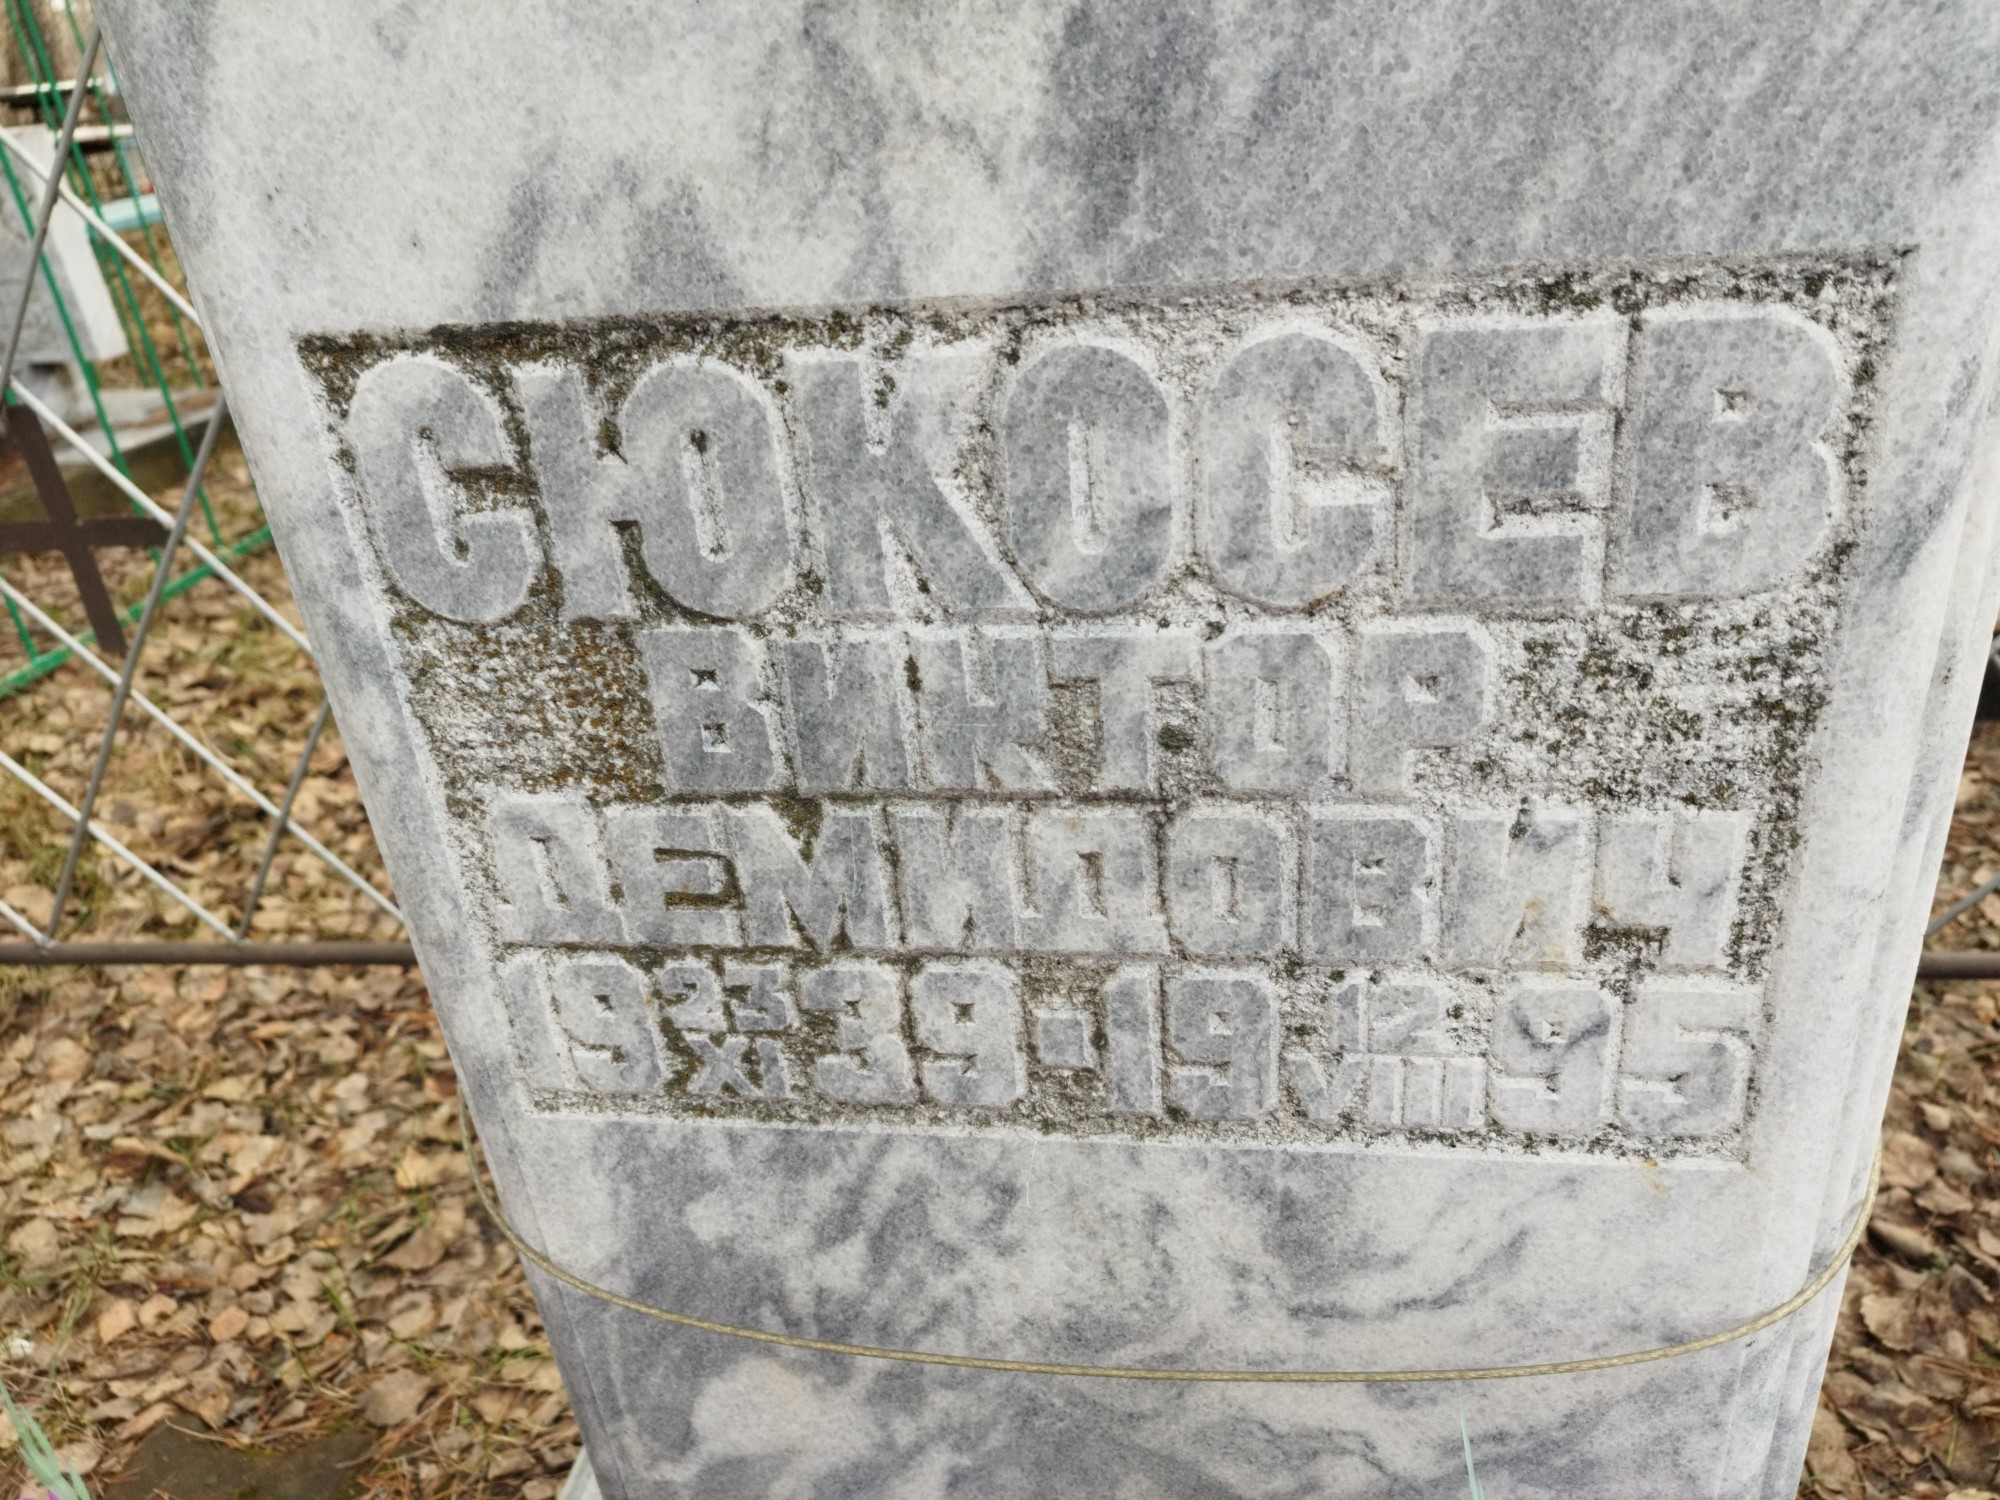 СЮКОСЕВ
ВИКТОР
ДЕМИДОВИЧ
19 23/XI 39 - 19 12/VIII 95